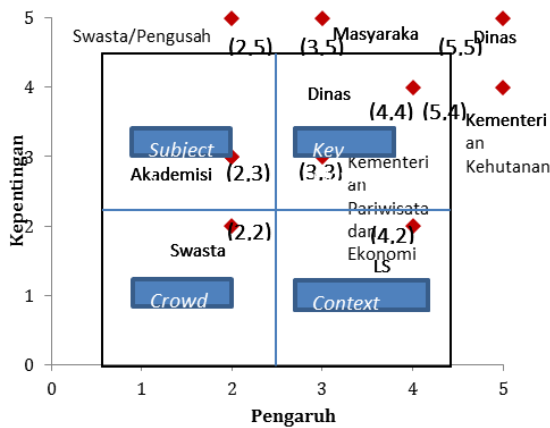 Kepentingan
5
4
3
2
1
0
Swasta/Pengusah
(2,5)
(3,5)
Masyaraka
(5,5)
Dinas
Dinas
(4,4)
(5,4)
Kementeri
an
Kehutanan
Subject
Key
Akademisi
(2,3)
(3,3)
Kementeri
an
Pariwisata
dan
Ekonomi
Swasta
(2,2)
(4,2)
LS
Crowd
Context
0 1 2 3 4 5
Pengaruh